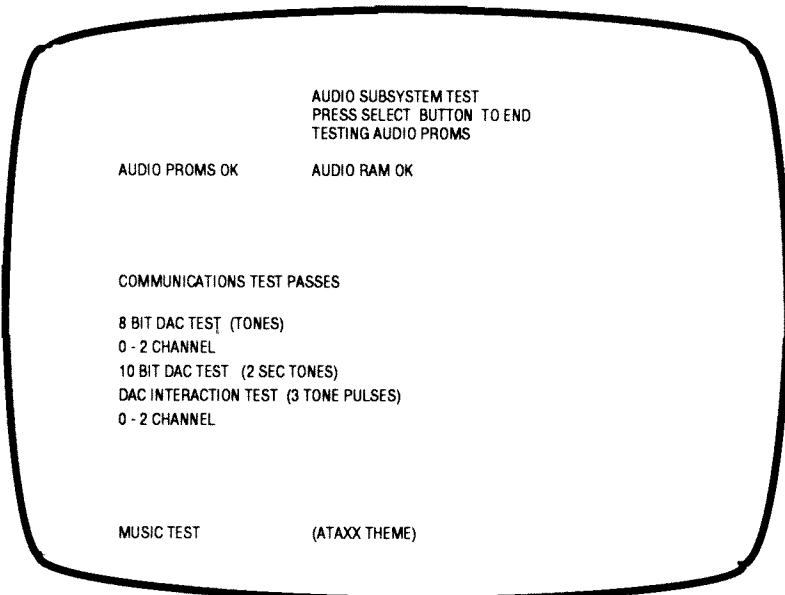 AUDIO SUBSYSTEM TEST
PRESS SELECT BUTTON TO END
TESTING AUDIO PROMS
AUDIO PROMS OK AUDIO RAM OK
COMMUNICATIONS TEST PASSES
8 BIT DAC TEST (TONES)
0 - 2 CHANNEL
10 BIT DAC TEST (2 SEC TONES)
DAC INTERACTION TEST (3 TONE PULSES)
0 - 2 CHANNEL
MUSIC TEST (ATAXX THEME)